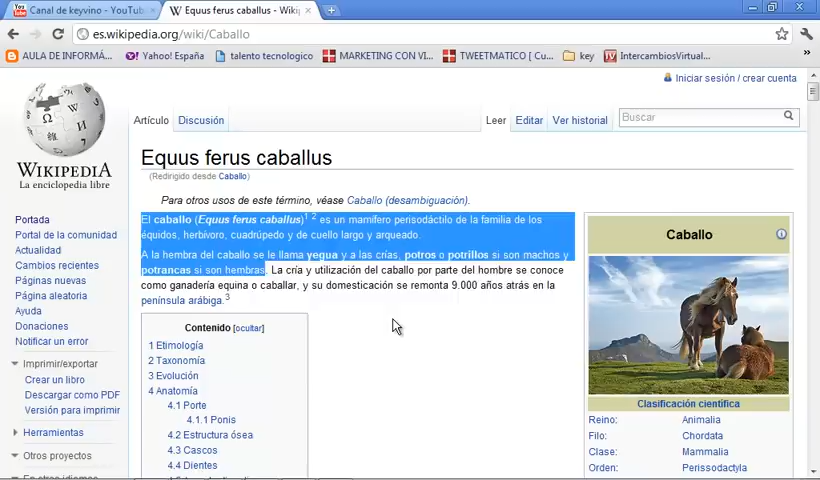 Canal de keyvino - YouTub
Equus ferus caballus - Wiki
es.wikipedia.org/wiki/Caballo
AULA DE INFORMÁ... Yahoo! España talento tecnologico MARKETING CON VI... TWEETMATICO [ Cu... key IntercambiosVirtual...
Iniciar sesión / crear cuenta
Artículo Discusión Leer Editar Ver historial Buscar
WIKIPEDIA
La enciclopedia libre
Portada
Portal de la comunidad
Actualidad
Cambios recientes
Páginas nuevas
Página aleatoria
Ayuda
Donaciones
Notificar un error
Imprimir/exportar
Crear un libro
Descargar como PDF
Versión para imprimir
Herramientas
Otros proyectos
Equus ferus caballus
(Redirigido desde Caballo)
Para otros usos de este término, véase Caballo (desambiguación).
El caballo (Equus ferus caballus)1 2 es un mamífero perisodáctilo de la familia de los
équidos, herbívoro, cuadrúpedo y de cuello largo y arqueado.
A la hembra del caballo se le llama yegua y a las crías, potros o potrillos si son machos y
potrancas si son hembras. La cría y utilización del caballo por parte del hombre se conoce
como ganadería equina o caballar, y su domesticación se remonta 9.000 años atrás en la
península arábiga.3
Contenido [ocultar]
1 Etimología
2 Taxonomía
3 Evolución
4 Anatomía
4.1 Porte
4.1.1 Ponis
4.2 Estructura ósea
4.3 Cascos
4.4 Dientes
Caballo
Clasificación científica
Reino: Animalia
Filo: Chordata
Clase: Mammalia
Orden: Perissodactyla